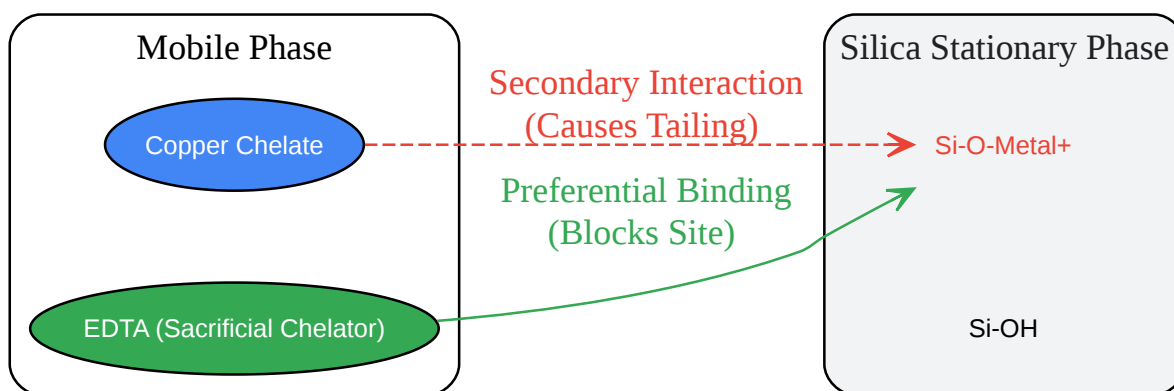 Mobile Phase
Silica Stationary Phase
Secondary Interaction
(Causes Tailing)
Copper Chelate
Si-O-Metal+
Preferential Binding
(Blocks Site)
EDTA (Sacrificial Chelator)
Si-OH